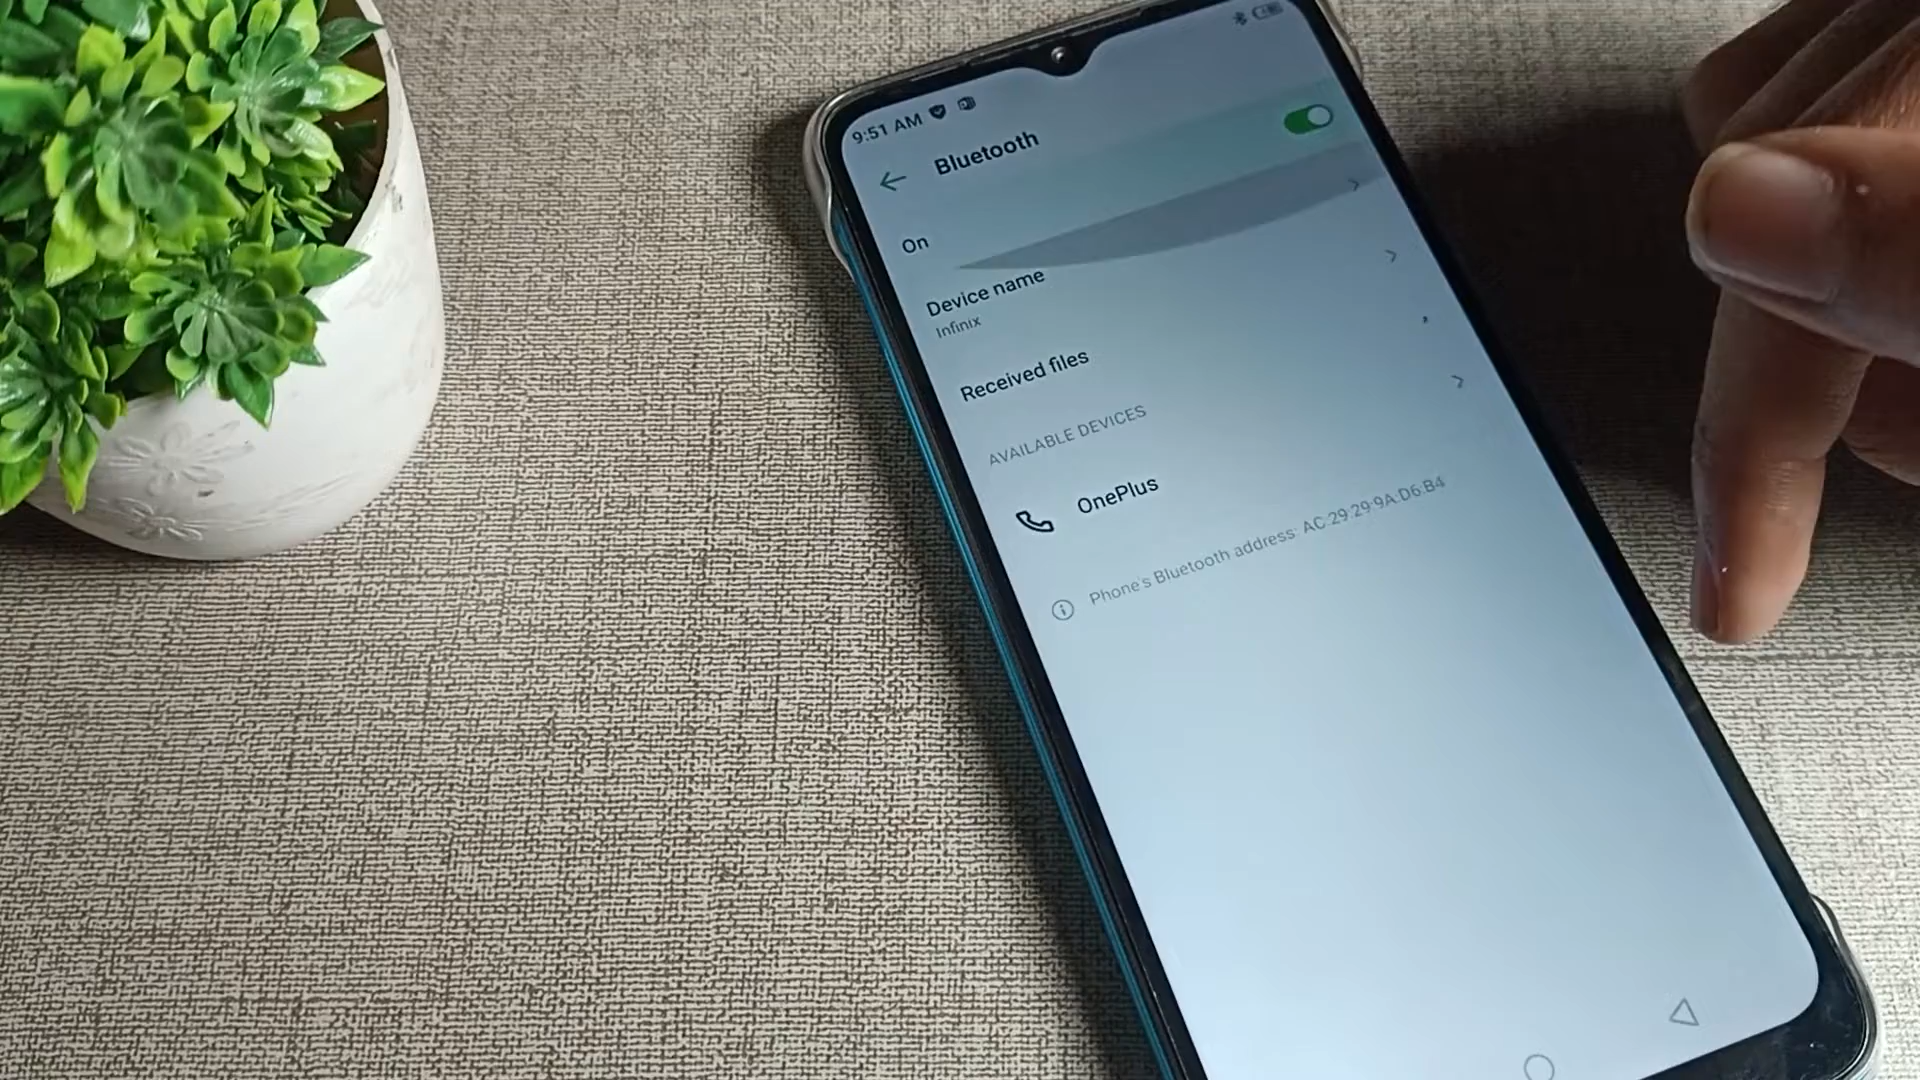 9:51 AM
Bluetooth
On
Device name
Infinix
Received files
AVAILABLE DEVICES
OnePlus
Phone's Bluetooth address: AC:29:29:9A:D6:B4